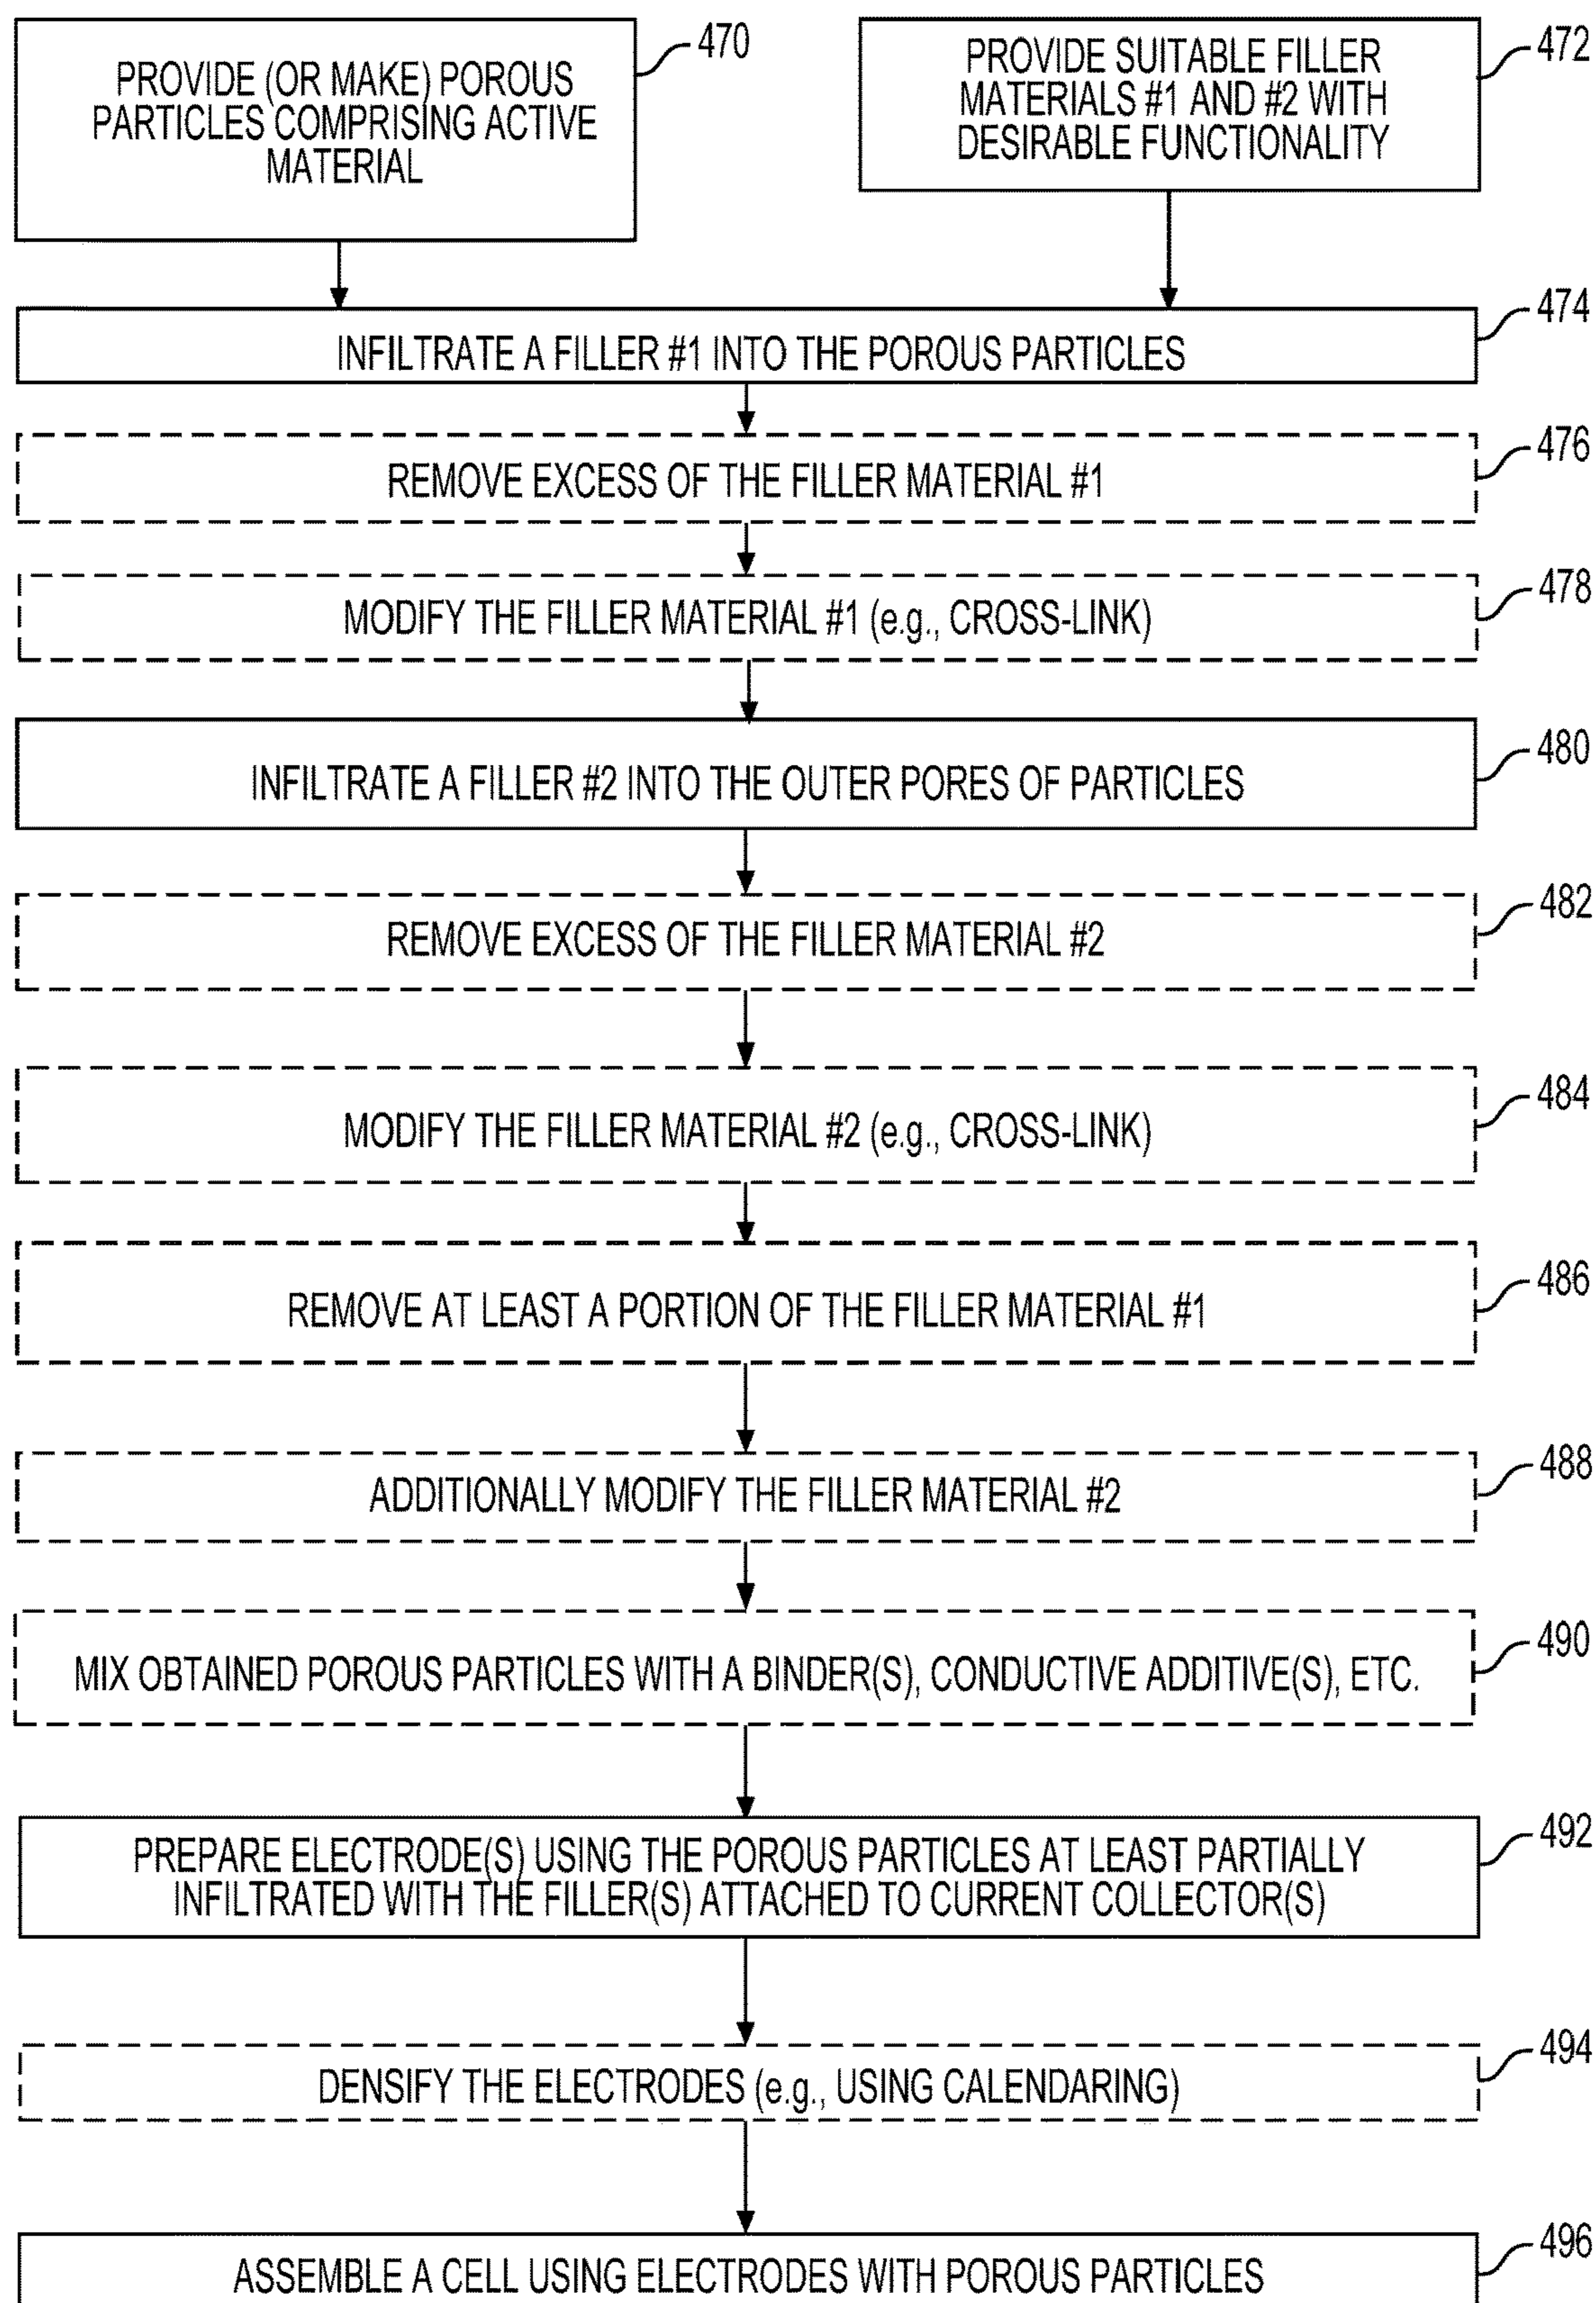 PROVIDE (OR MAKE) POROUS
PARTICLES COMPRISING ACTIVE
MATERIAL
470
PROVIDE SUITABLE FILLER
MATERIALS #1 AND #2 WITH
DESIRABLE FUNCTIONALITY
472
INFILTRATE A FILLER #1 INTO THE POROUS PARTICLES
474
REMOVE EXCESS OF THE FILLER MATERIAL #1
476
MODIFY THE FILLER MATERIAL #1 (e.g., CROSS-LINK)
478
INFILTRATE A FILLER #2 INTO THE OUTER PORES OF PARTICLES
480
REMOVE EXCESS OF THE FILLER MATERIAL #2
482
MODIFY THE FILLER MATERIAL #2 (e.g., CROSS-LINK)
484
REMOVE AT LEAST A PORTION OF THE FILLER MATERIAL #1
486
ADDITIONALLY MODIFY THE FILLER MATERIAL #2
488
MIX OBTAINED POROUS PARTICLES WITH A BINDER(S), CONDUCTIVE ADDITIVE(S), ETC.
490
PREPARE ELECTRODE(S) USING THE POROUS PARTICLES AT LEAST PARTIALLY
INFILTRATED WITH THE FILLER(S) ATTACHED TO CURRENT COLLECTOR(S)
492
DENSIFY THE ELECTRODES (e.g., USING CALENDARING)
494
ASSEMBLE A CELL USING ELECTRODES WITH POROUS PARTICLES
496